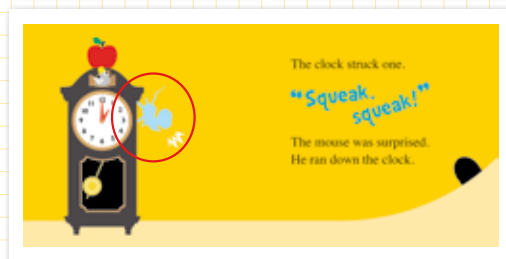 The clock struck one.
“Squeak,
squeak!”
The mouse was surprised.
He ran down the clock.